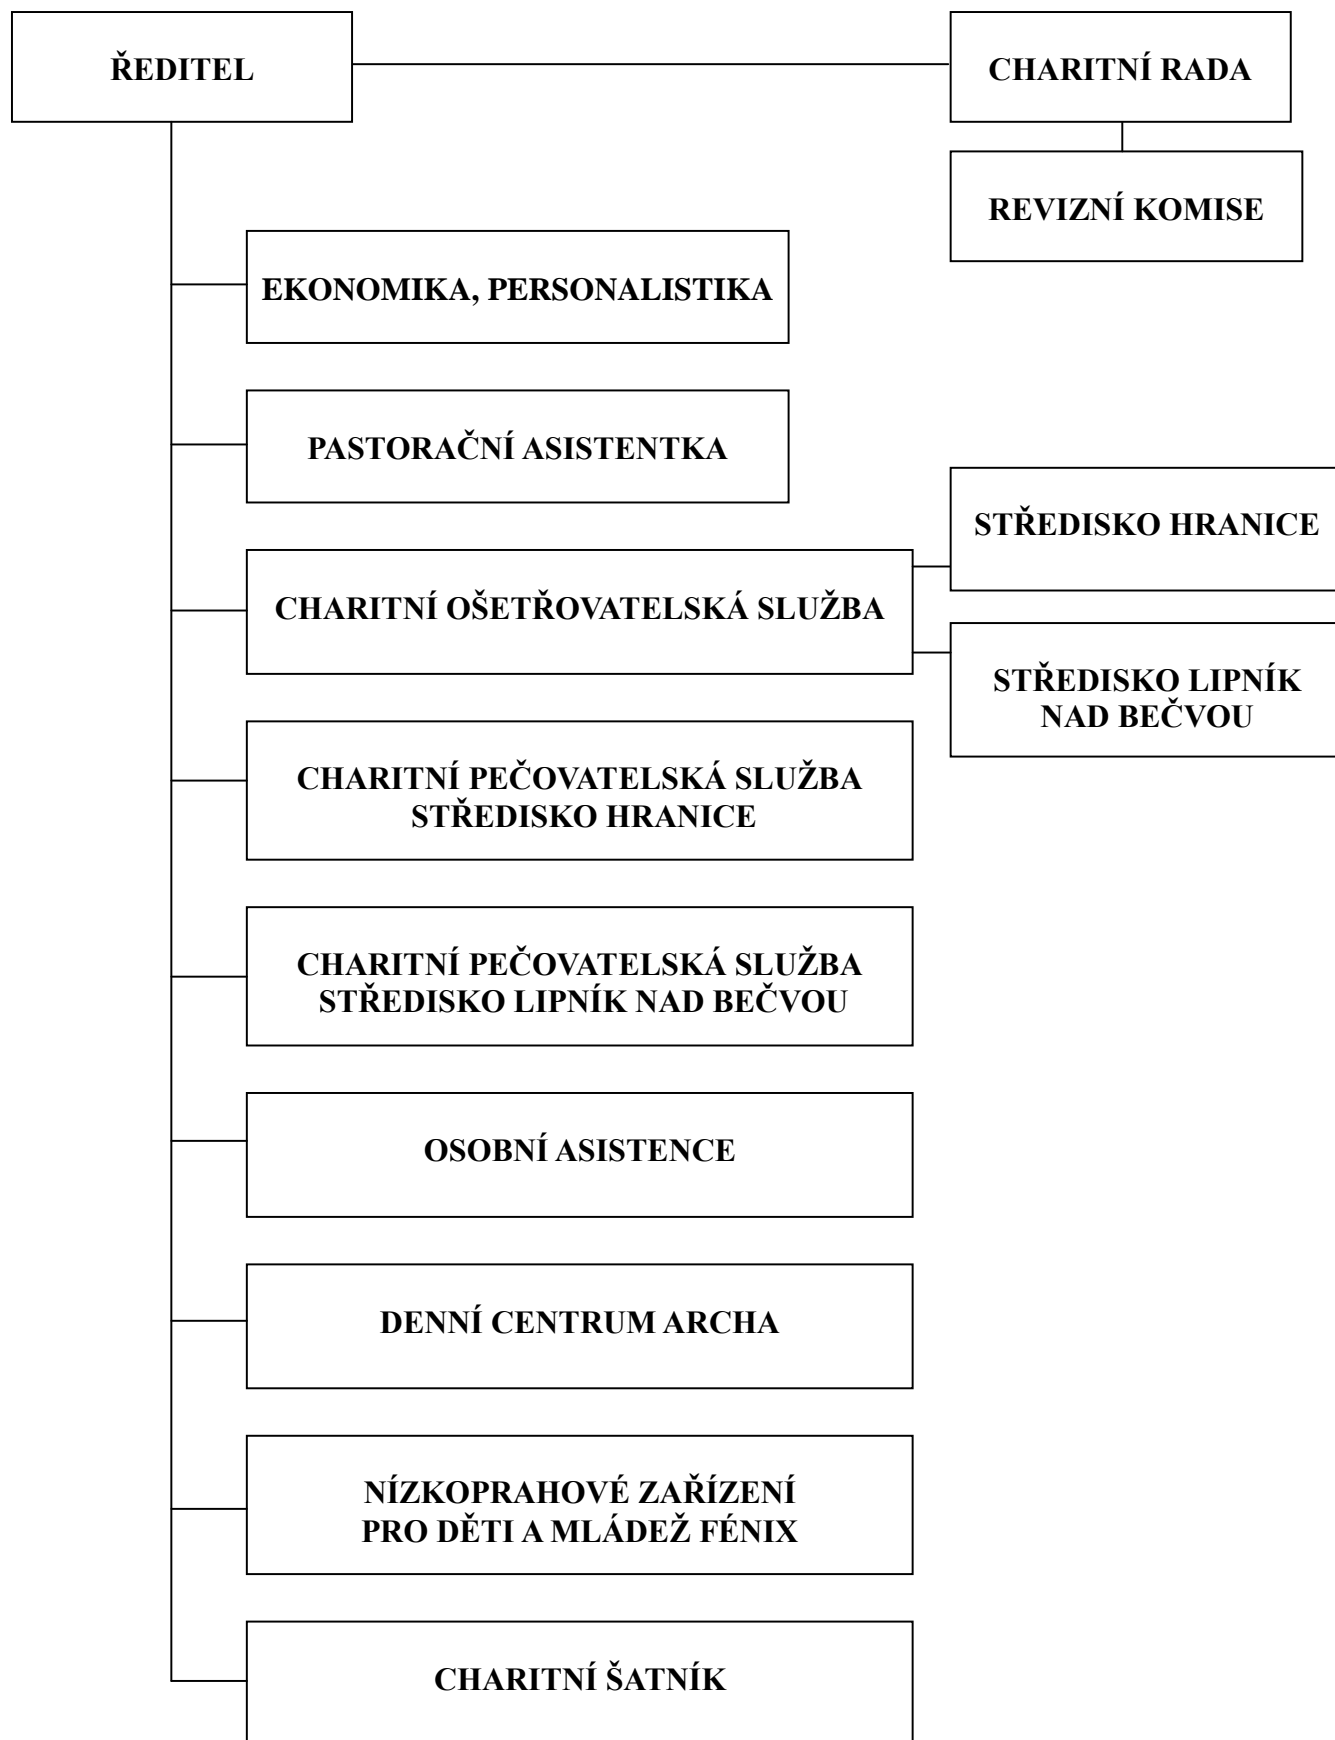 ŘEDITEL
CHARITNÍ RADA
REVIZNÍ KOMISE
EKONOMIKA, PERSONALISTIKA
PASTORAČNÍ ASISTENTKA
STŘEDISKO HRANICE
CHARITNÍ OŠETŘOVATELSKÁ SLUŽBA
STŘEDISKO LIPNÍK
NAD BEČVOU
CHARITNÍ PEČOVATELSKÁ SLUŽBA
STŘEDISKO HRANICE
CHARITNÍ PEČOVATELSKÁ SLUŽBA
STŘEDISKO LIPNÍK NAD BEČVOU
OSOBNÍ ASISTENCE
DENNÍ CENTRUM ARCHA
NÍZKOPRAHOVÉ ZAŘÍZENÍ
PRO DĚTI A MLÁDEŽ FÉNIX
CHARITNÍ ŠATNÍK